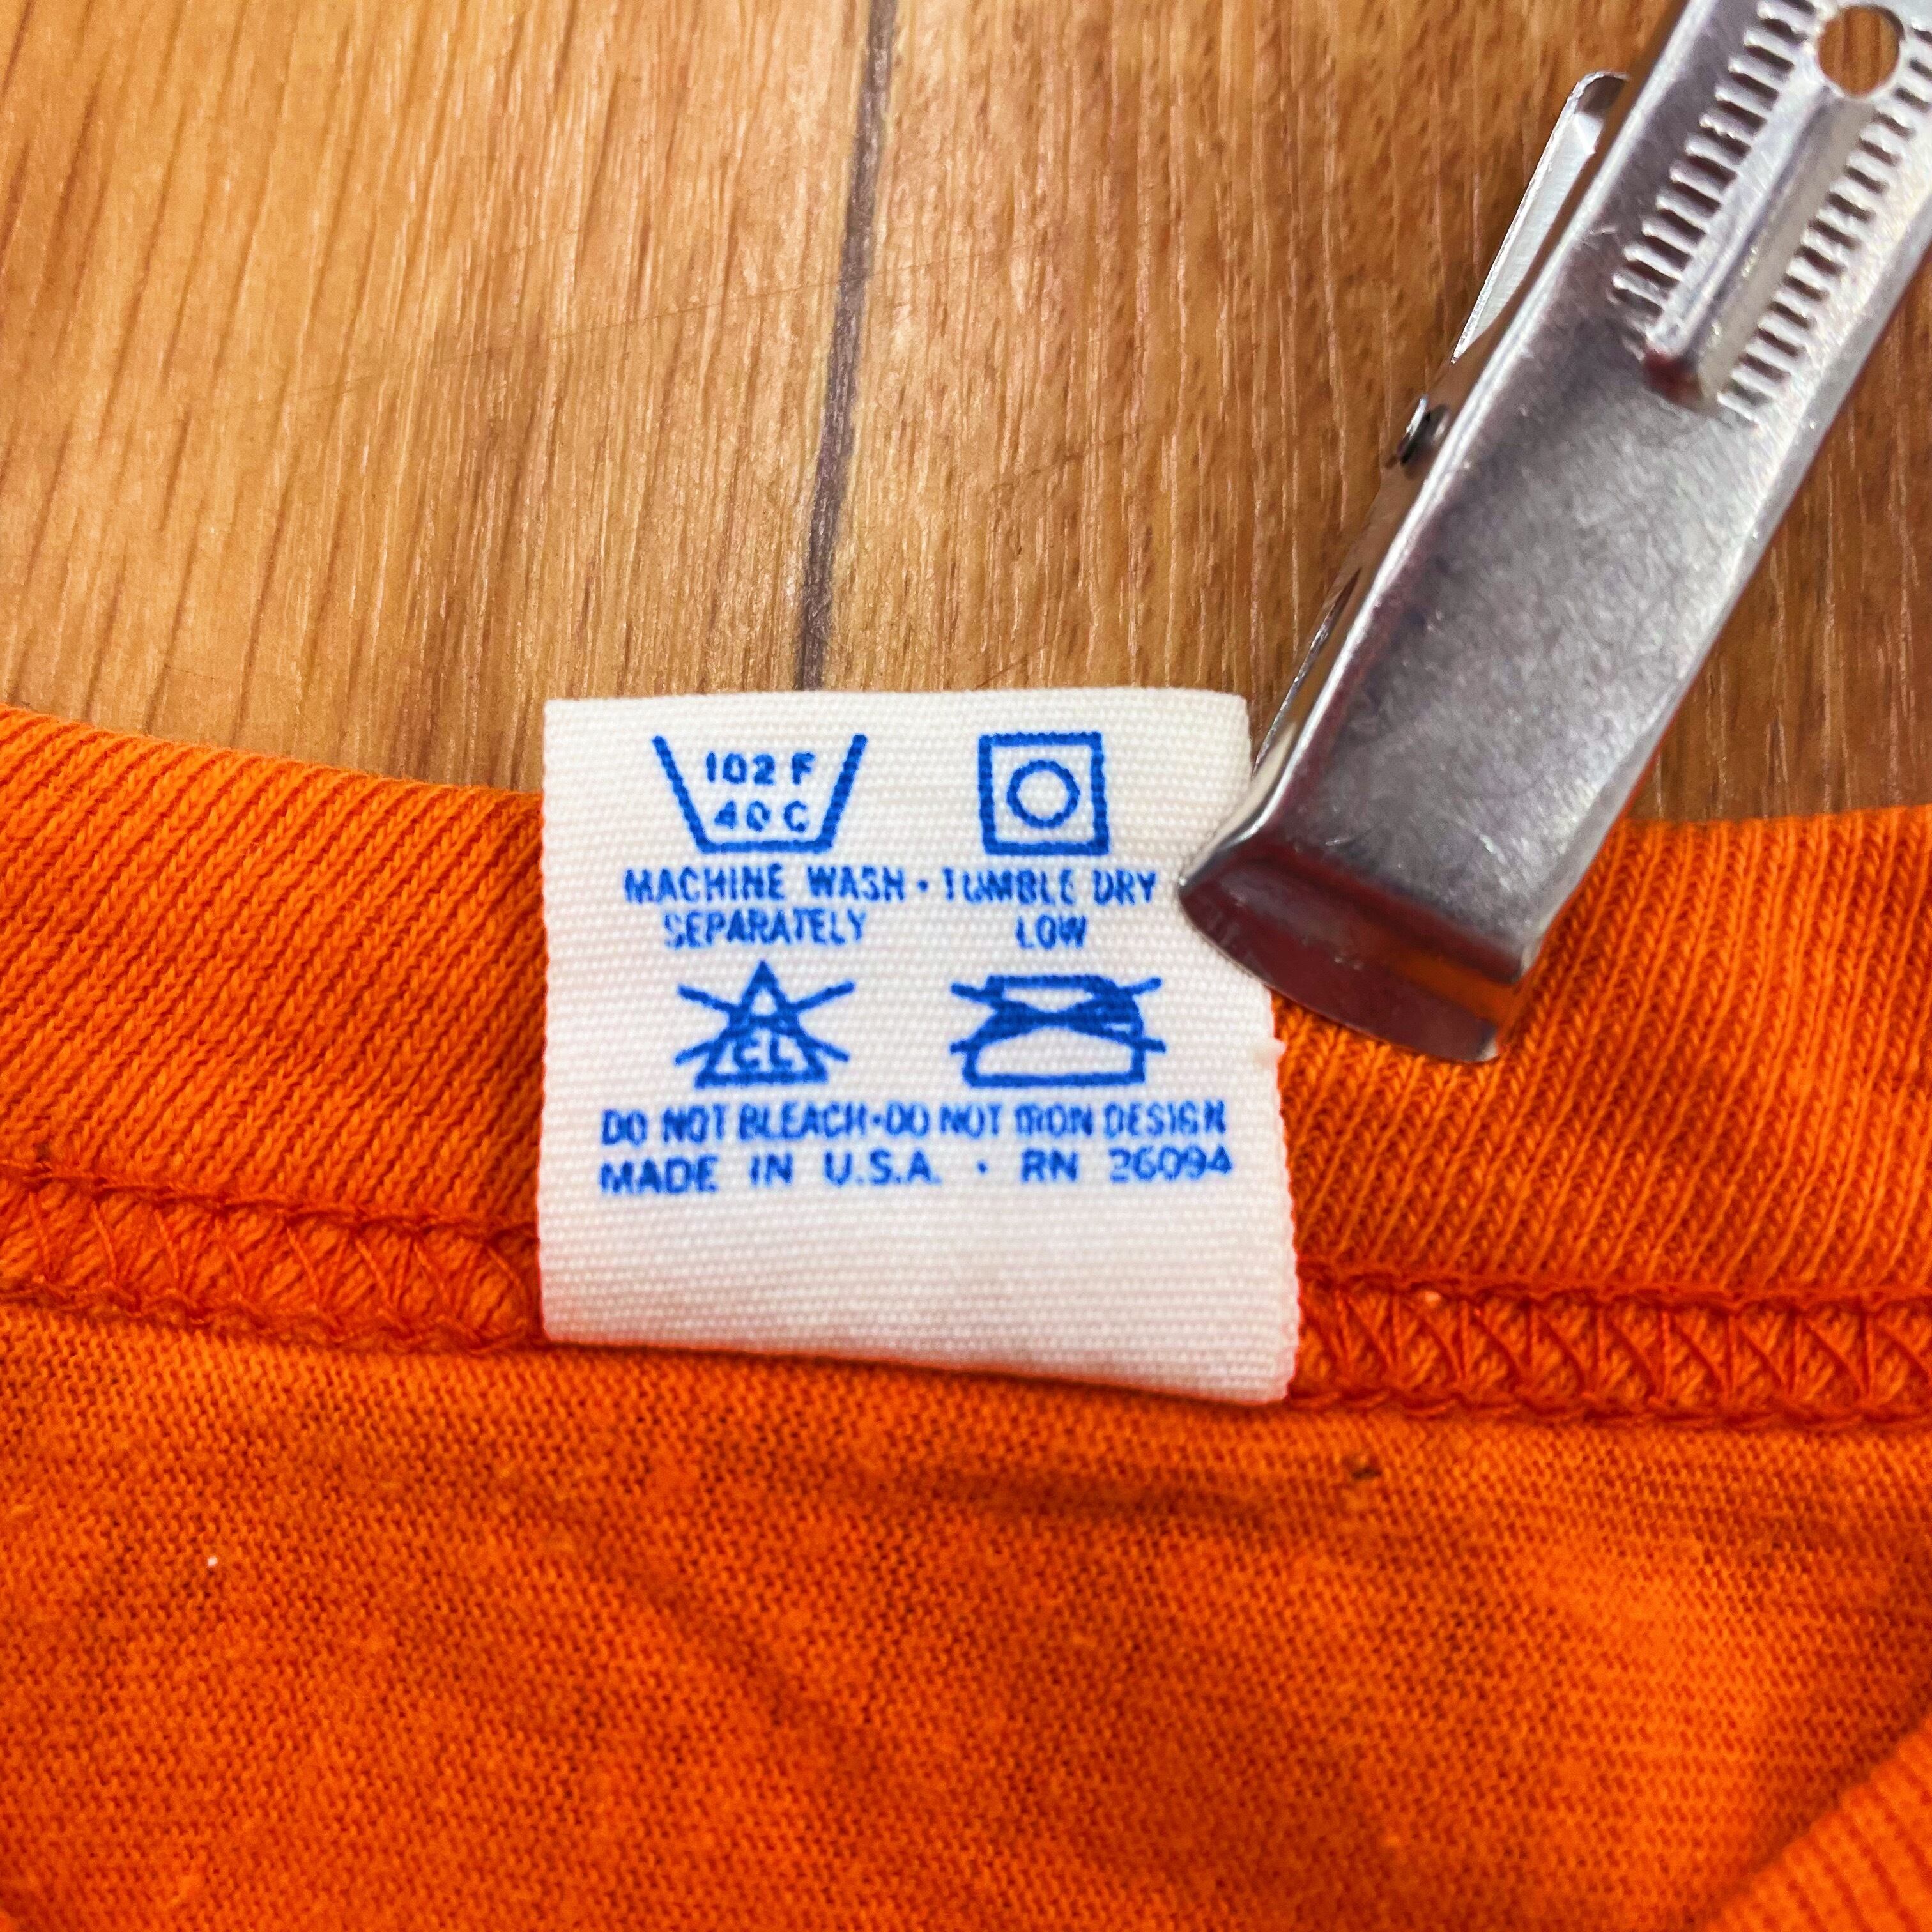 102 F
40 C
MACHINE WASH · TUMBLE DRY
SEPARATELY LOW
CL
DO NOT BLEACH·DO NOT IRON DESIGN
MADE IN U.S.A. · RN 26094